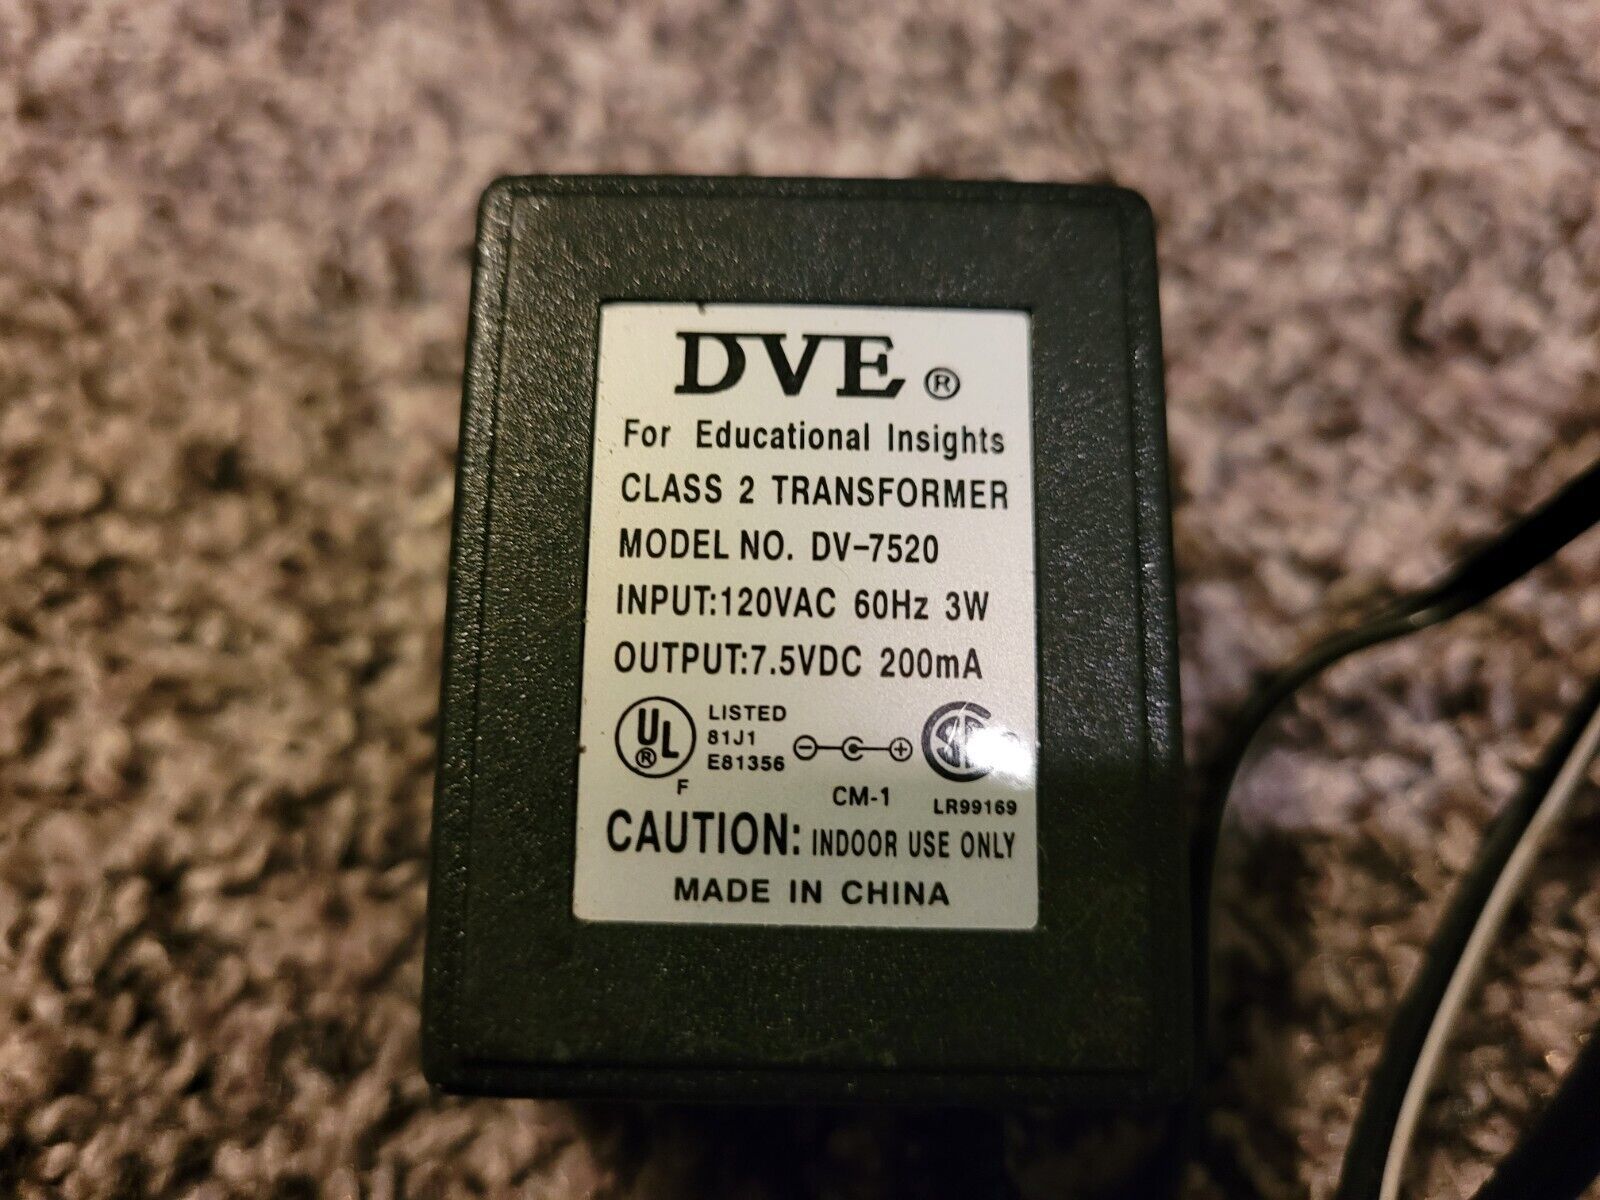 DVE ®
For Educational Insights
CLASS 2 TRANSFORMER
MODEL NO. DV-7520
INPUT:120VAC 60Hz 3W
OUTPUT:7.5VDC 200mA
UL ® LISTED
81J1
E81356
F
CM-1
LR99169
CAUTION: INDOOR USE ONLY
MADE IN CHINA